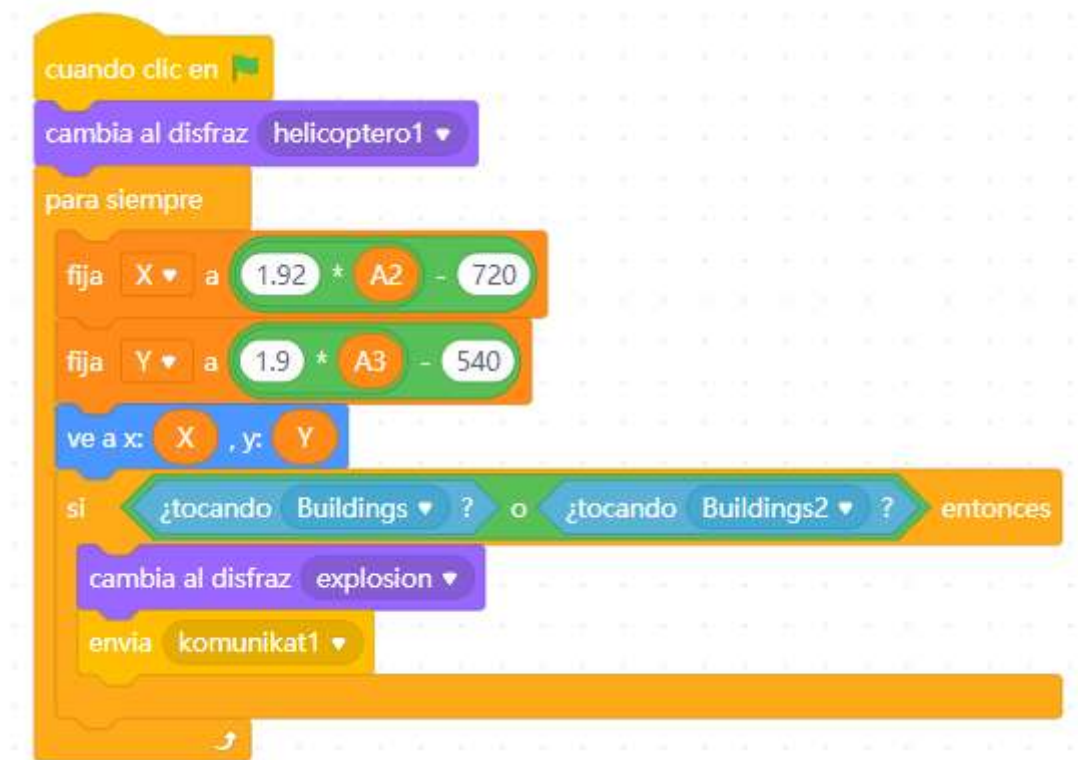 cuando clic en
cambia al disfraz helicoptero1
para siempre
fija X a 1.92 * A2 - 720
fija Y a 1.9 * A3 - 540
ve a x: X , y: Y
si ¿tocando Buildings ? o ¿tocando Buildings2 ? entonces
cambia al disfraz explosion
envia komunikat1